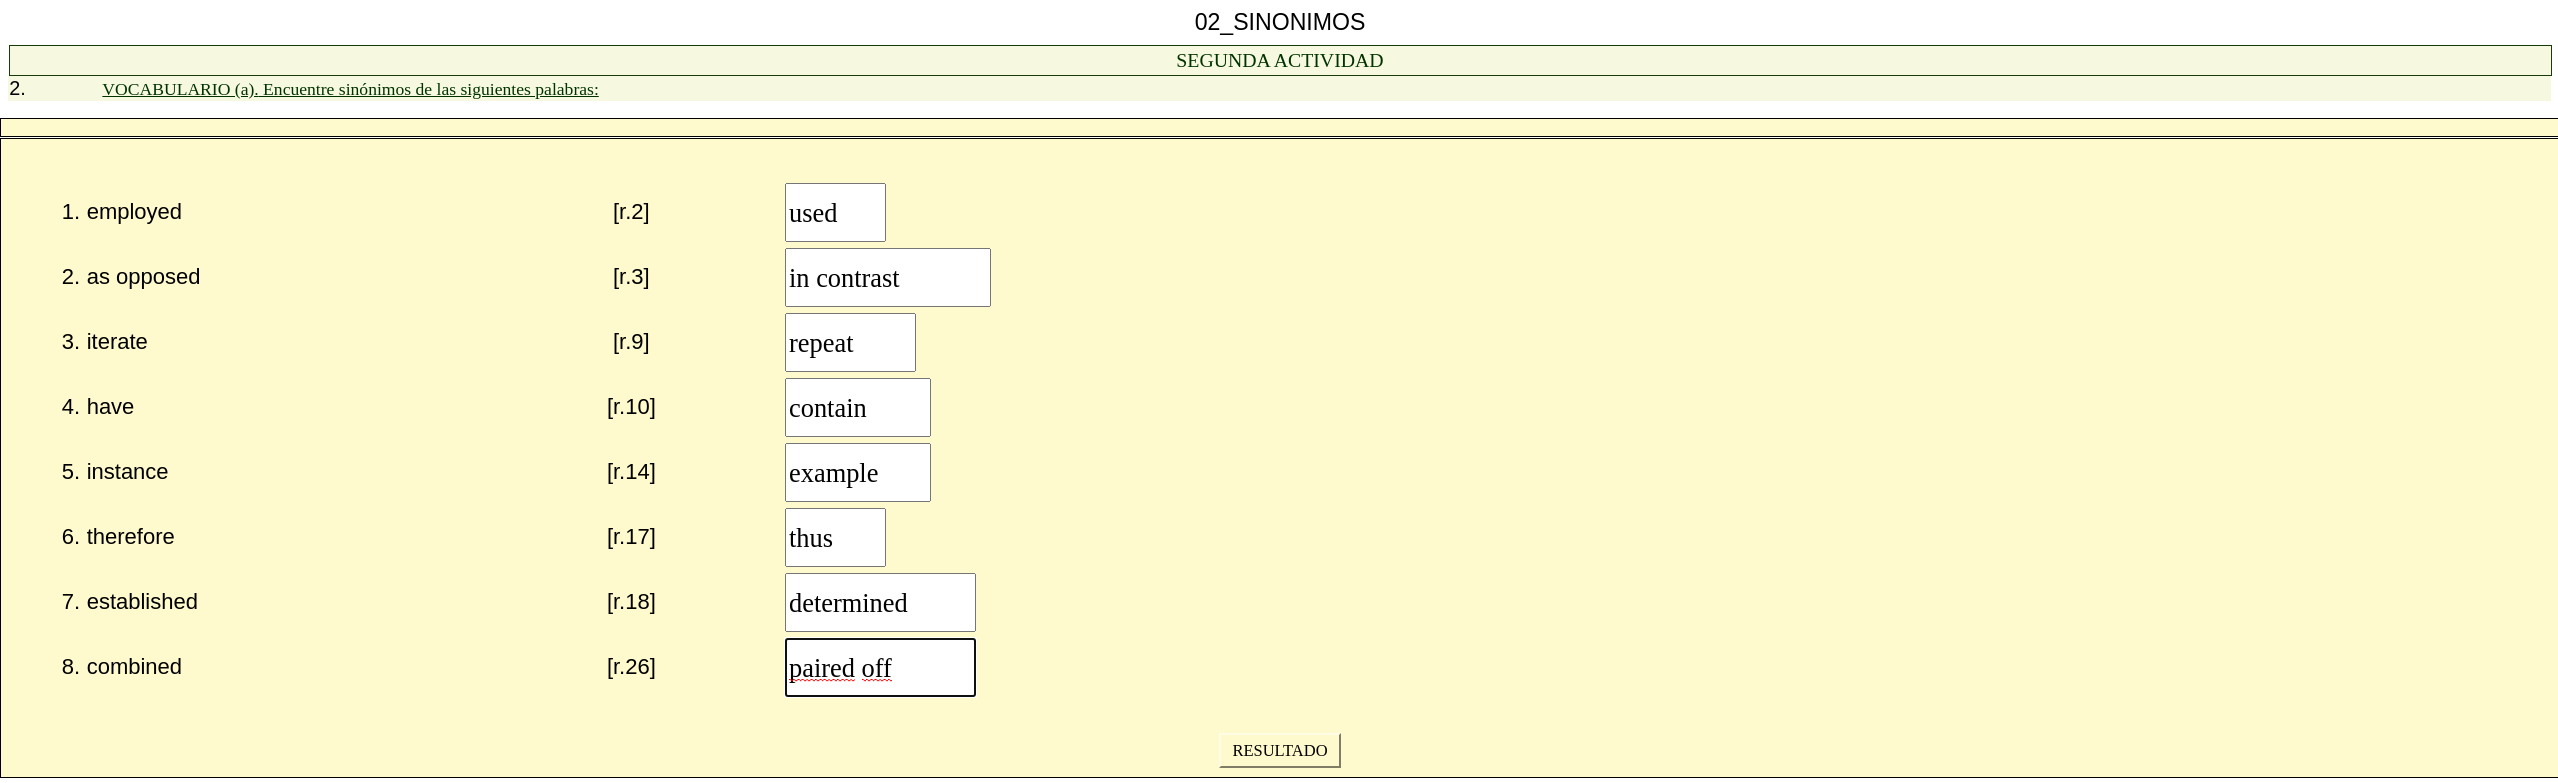 02_SINONIMOS
SEGUNDA ACTIVIDAD
2. VOCABULARIO (a). Encuentre sinónimos de las siguientes palabras:
1. employed [r.2] used
2. as opposed [r.3] in contrast
3. iterate [r.9] repeat
4. have [r.10] contain
5. instance [r.14] example
6. therefore [r.17] thus
7. established [r.18] determined
8. combined [r.26] paired off
RESULTADO